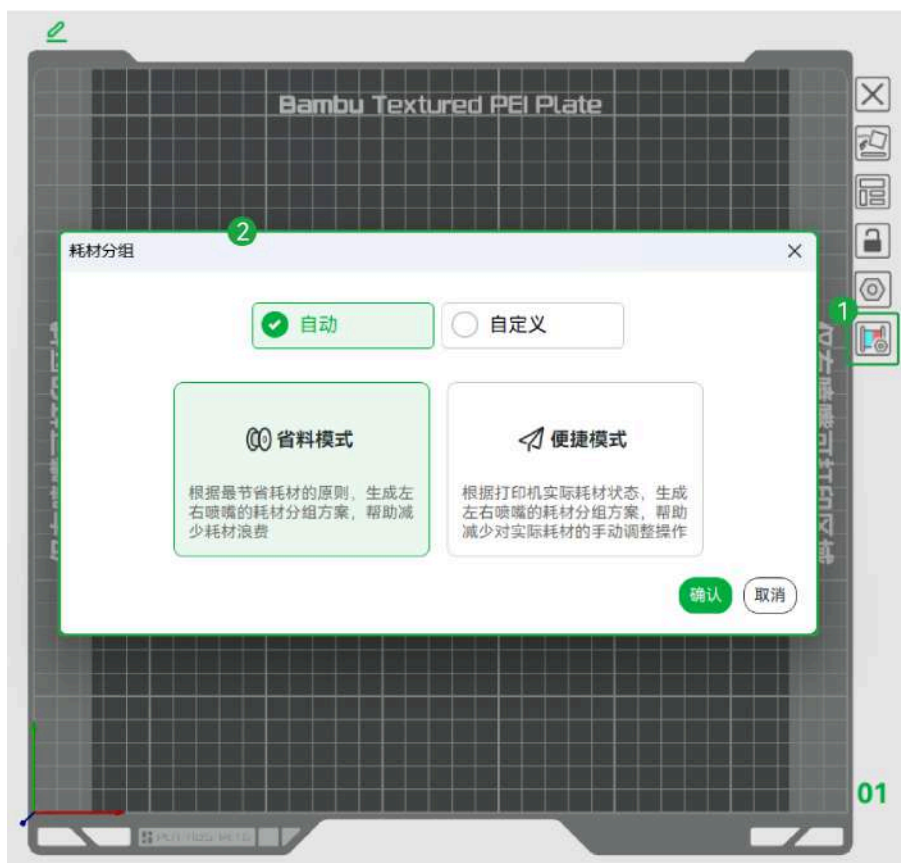 Bambu Textured PEI Plate
2
耗材分组
自动
自定义
1
省料模式
便捷模式
根据最节省耗材的原则，生成左
右喷嘴的耗材分组方案，帮助减
少耗材浪费
根据打印机实际耗材状态，生成
左右喷嘴的耗材分组方案，帮助
减少对实际耗材的手动调整操作
确认
取消
01